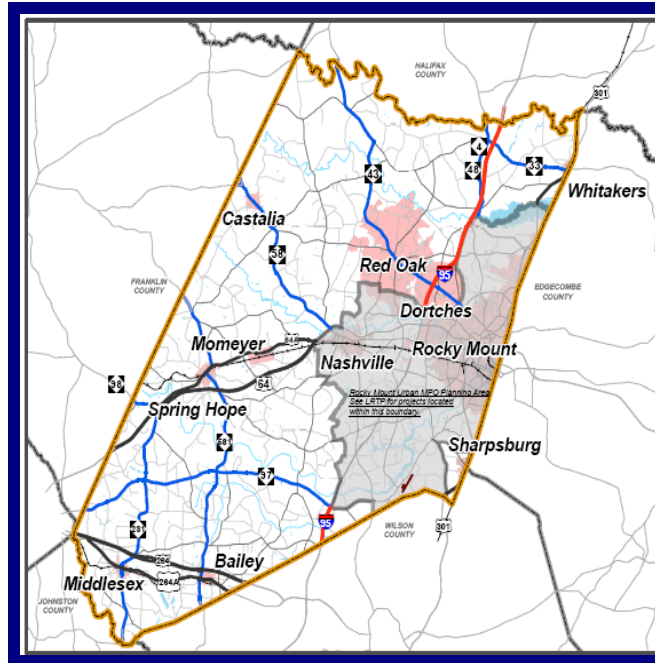 HALIFAX
COUNTY
301
4
43
48
33
Whitakers
Castalia
58
Red Oak
95
FRANKLIN
COUNTY
EDGECOMBE
COUNTY
Dortches
Momeyer
64A
Nashville
Rocky Mount
98
64
Rocky Mount Urban MPO Planning Area
See LRTP for projects located
within this boundary.
Spring Hope
581
Sharpsburg
97
95
301
WILSON
COUNTY
231
264
Bailey
Middlesex
264A
JOHNSTON
COUNTY